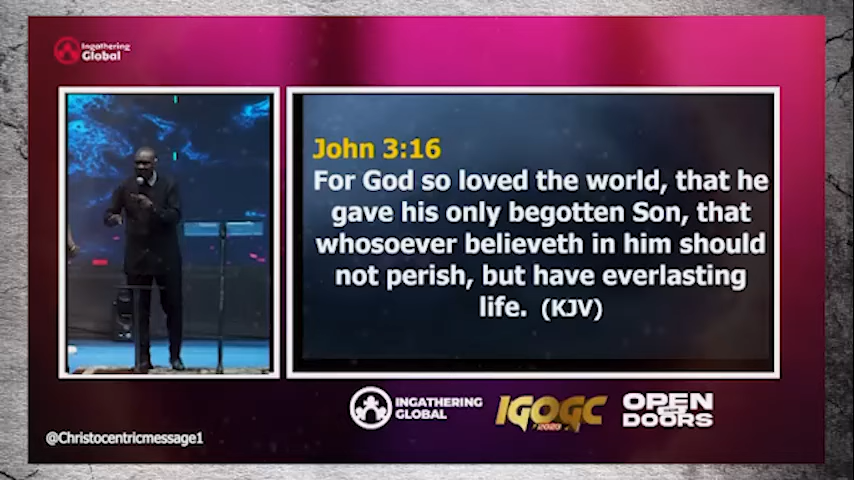 Ingathering
Global
John 3:16
For God so loved the world, that he
gave his only begotten Son, that
whosoever believeth in him should
not perish, but have everlasting
life. (KJV)
INGATHERING
GLOBAL
IGOGC
2023
OPEN
DOORS
@Christocentricmessage1